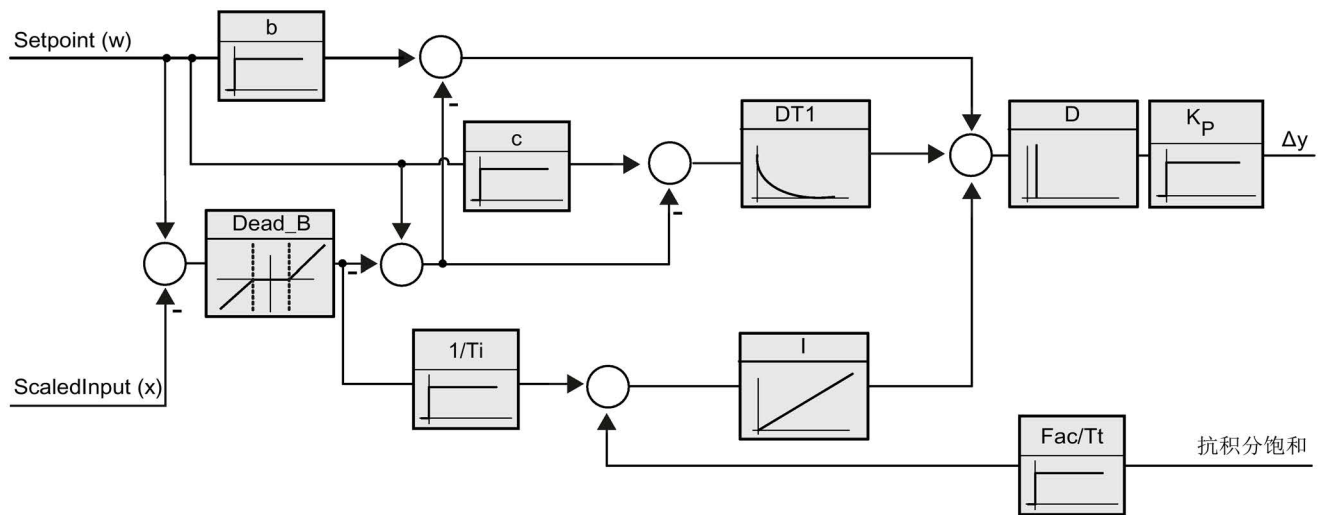 b
Setpoint (w)
-
DT1
D
K_P
Δy
c
-
Dead_B
-
-
1/Ti
I
ScaledInput (x)
Fac/Tt
抗积分饱和